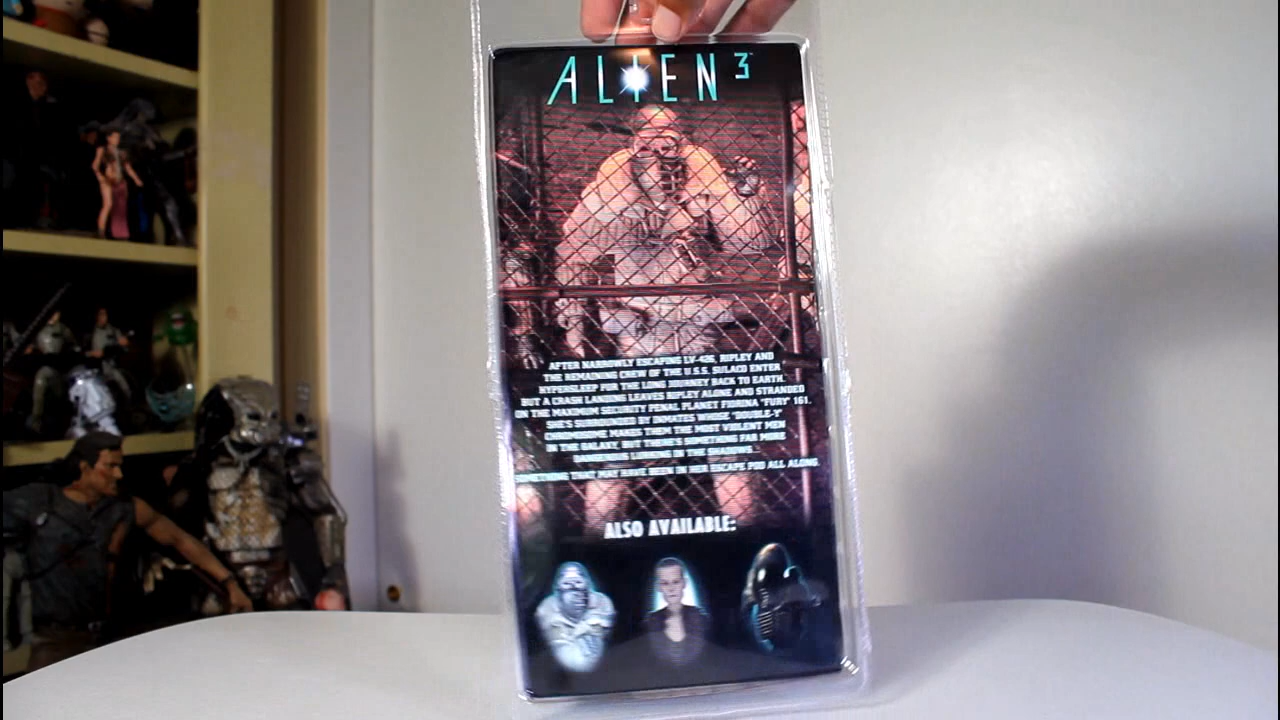 ALIEN 3
AFTER NARROWLY ESCAPING LV-426, RIPLEY AND
THE REMAINING CREW OF THE U.S.S. SULACO ENTER
HYPERSLEEP FOR THE LONG JOURNEY BACK TO EARTH.
BUT A CRASH LANDING LEAVES RIPLEY ALONE AND STRANDED
ON THE MAXIMUM SECURITY PENAL PLANET FIORINA "FURY" 161.
SHE'S SURROUNDED BY INMATES WHOSE "DOUBLE-Y"
CHROMOSOME MAKES THEM THE MOST VIOLENT MEN
IN THE GALAXY. BUT THERE'S SOMETHING FAR MORE
DANGEROUS LURKING IN THE SHADOWS...
SOMETHING THAT MAY HAVE BEEN IN HER ESCAPE POD ALL ALONG.
ALSO AVAILABLE: